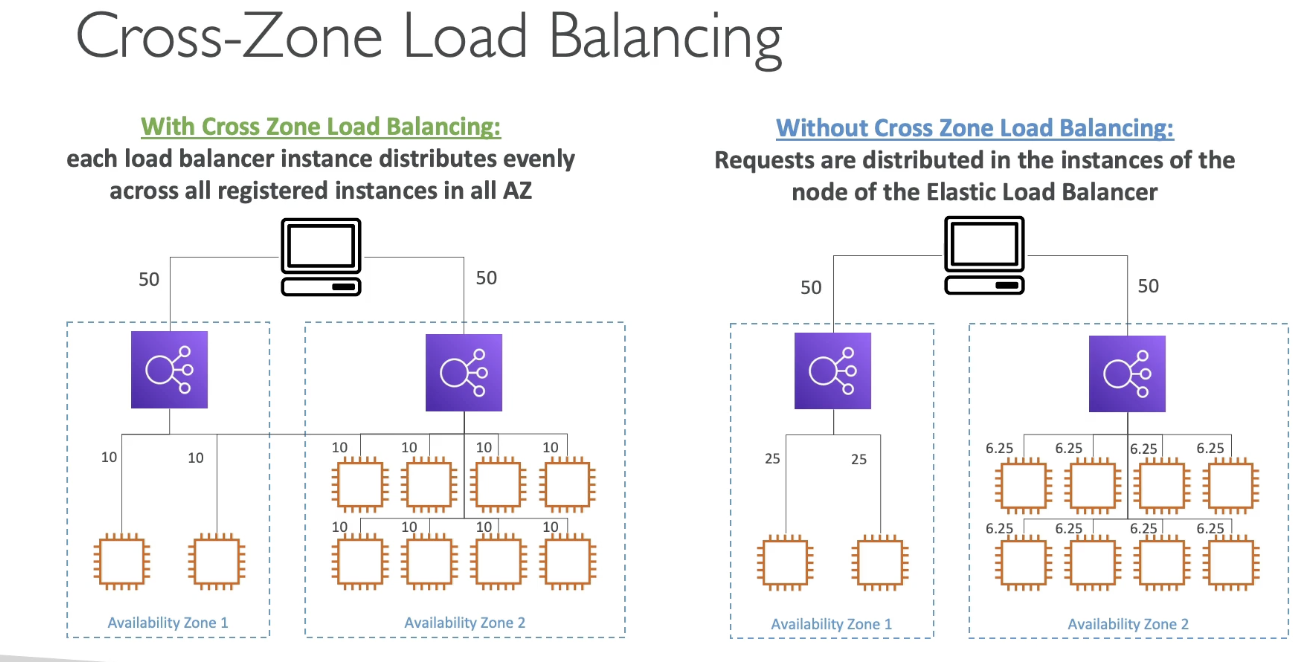 Cross-Zone Load Balancing
With Cross Zone Load Balancing:
each load balancer instance distributes evenly
across all registered instances in all AZ
50
50
10
10
10
10
10
10
10
10
10
10
Availability Zone 1
Availability Zone 2
Without Cross Zone Load Balancing:
Requests are distributed in the instances of the
node of the Elastic Load Balancer
50
50
25
25
6.25
6.25
6.25
6.25
6.25
6.25
6.25
6.25
Availability Zone 1
Availability Zone 2